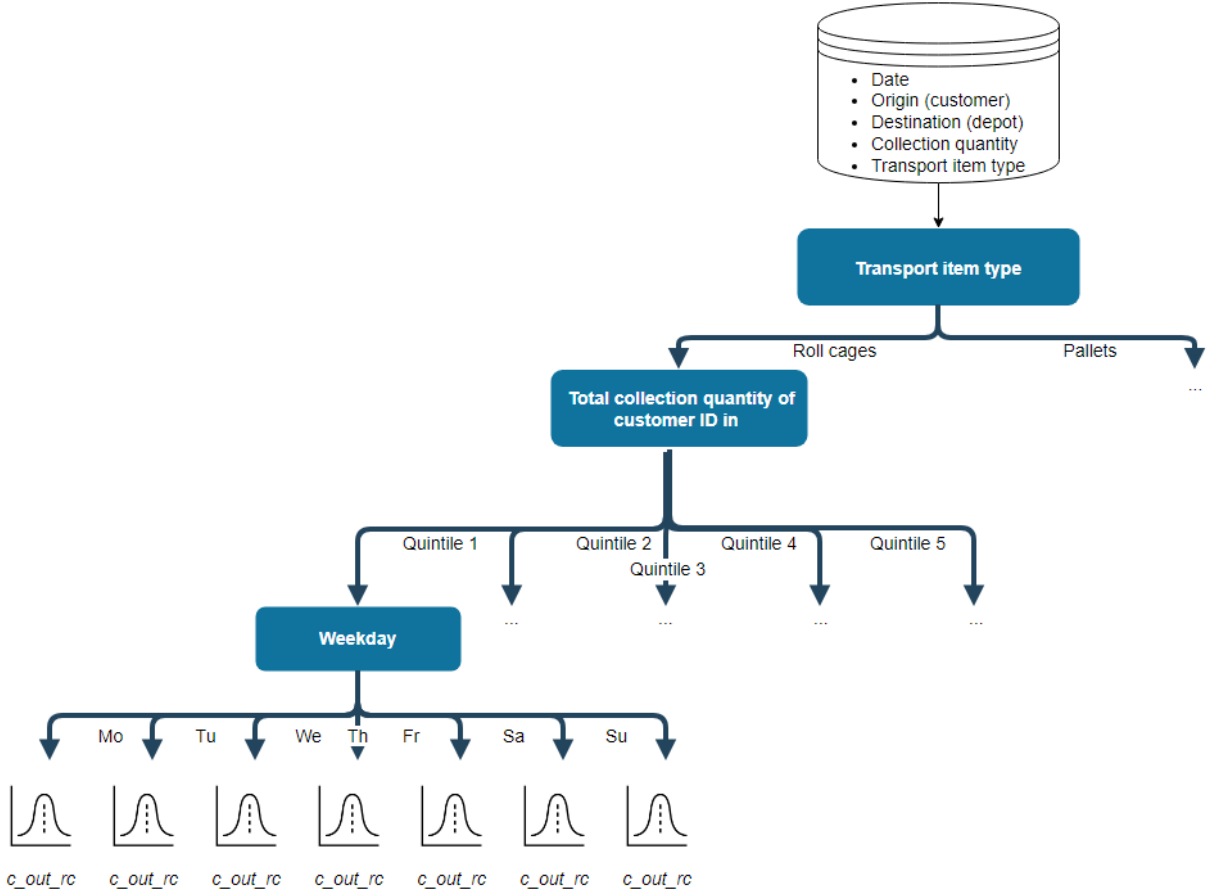 • Date
• Origin (customer)
• Destination (depot)
• Collection quantity
• Transport item type
Transport item type
Roll cages
Pallets
...
Total collection quantity of
customer ID in
Quintile 1
Quintile 2
Quintile 4
Quintile 5
Quintile 3
...
...
...
...
Weekday
Mo
Tu
We
Th
Fr
Sa
Su
c_out_rc
c_out_rc
c_out_rc
c_out_rc
c_out_rc
c_out_rc
c_out_rc